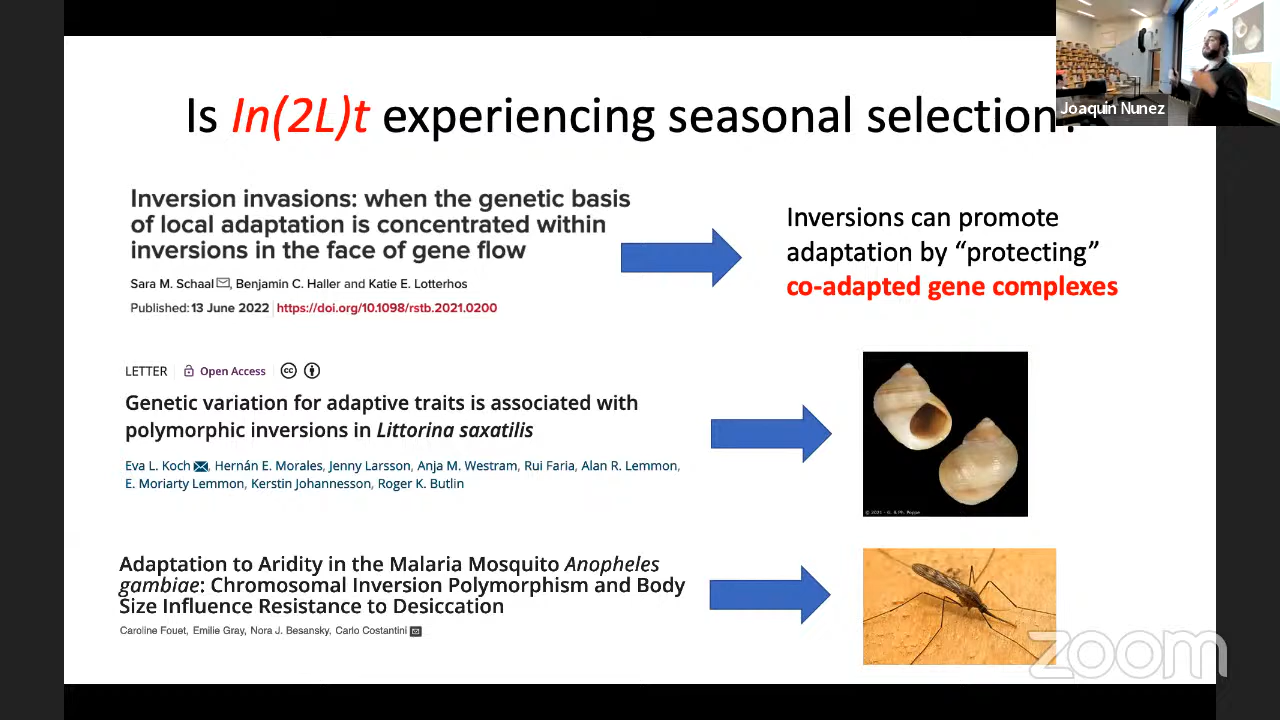 Joaquin Nunez
Is In(2L)t experiencing seasonal selection?
Inversion invasions: when the genetic basis
of local adaptation is concentrated within
inversions in the face of gene flow
Sara M. Schaal, Benjamin C. Haller and Katie E. Lotterhos
Published: 13 June 2022 https://doi.org/10.1098/rstb.2021.0200
Inversions can promote
adaptation by “protecting”
co-adapted gene complexes
LETTER Open Access
Genetic variation for adaptive traits is associated with
polymorphic inversions in Littorina saxatilis
Eva L. Koch, Hernán E. Morales, Jenny Larsson, Anja M. Westram, Rui Faria, Alan R. Lemmon,
E. Moriarty Lemmon, Kerstin Johannesson, Roger K. Butlin
Adaptation to Aridity in the Malaria Mosquito Anopheles
gambiae: Chromosomal Inversion Polymorphism and Body
Size Influence Resistance to Desiccation
Caroline Fouet, Emilie Gray, Nora J. Besansky, Carlo Costantini
zoom